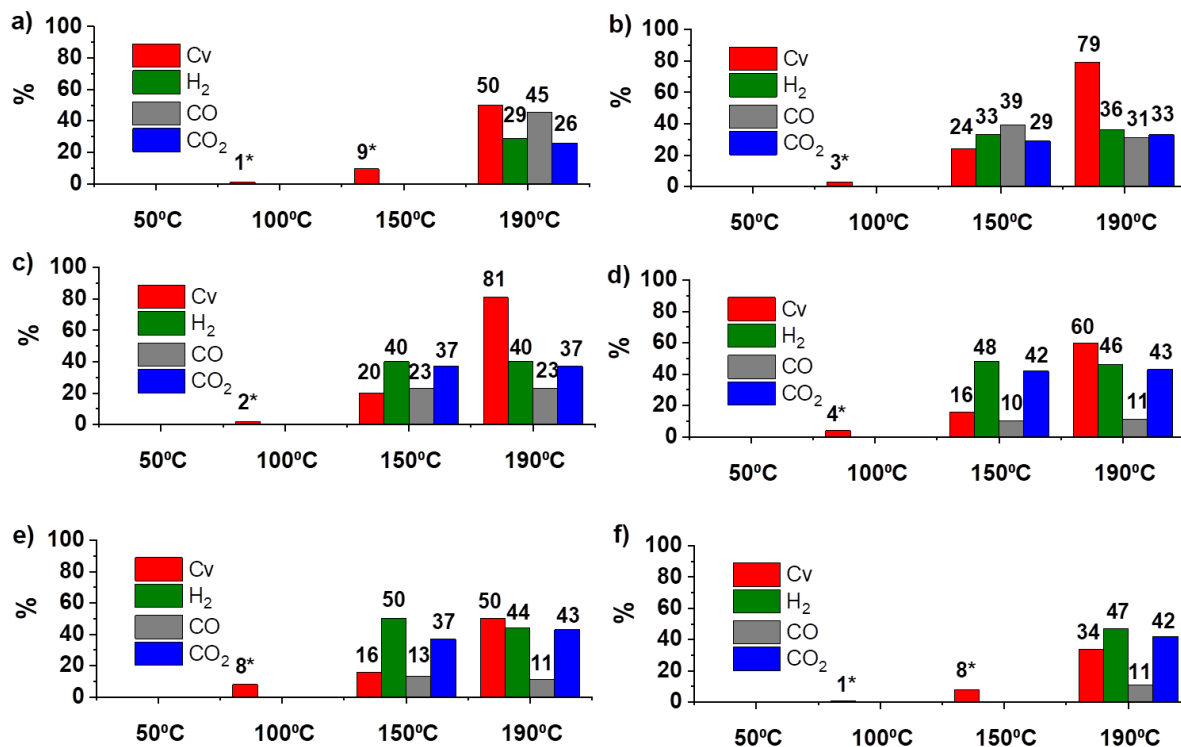 a)
%
100
80
60
40
20
0
Cv
H2
CO
CO2
1*
9*
50
29
45
26
50ºC
100ºC
150ºC
190ºC
b)
%
100
80
60
40
20
0
Cv
H2
CO
CO2
3*
24
33
39
29
79
36
31
33
50ºC
100ºC
150ºC
190ºC
c)
%
100
80
60
40
20
0
Cv
H2
CO
CO2
2*
20
40
23
37
81
40
23
37
50ºC
100ºC
150ºC
190ºC
d)
%
100
80
60
40
20
0
Cv
H2
CO
CO2
4*
16
48
10
42
60
46
11
43
50ºC
100ºC
150ºC
190ºC
e)
%
100
80
60
40
20
0
Cv
H2
CO
CO2
8*
16
50
13
37
50
44
11
43
50ºC
100ºC
150ºC
190ºC
f)
%
100
80
60
40
20
0
Cv
H2
CO
CO2
1*
8*
34
47
11
42
50ºC
100ºC
150ºC
190ºC